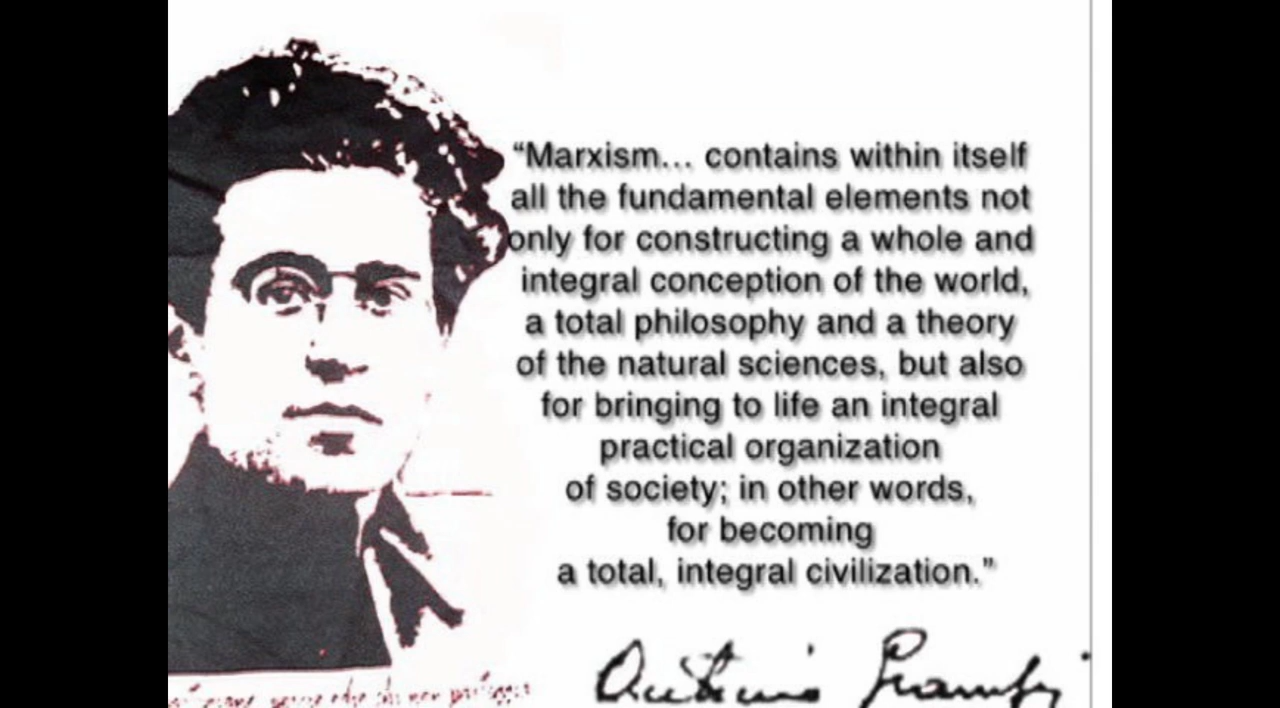 “Marxism... contains within itself
all the fundamental elements not
only for constructing a whole and
integral conception of the world,
a total philosophy and a theory
of the natural sciences, but also
for bringing to life an integral
practical organization
of society; in other words,
for becoming
a total, integral civilization.”
Antonio Gramsci